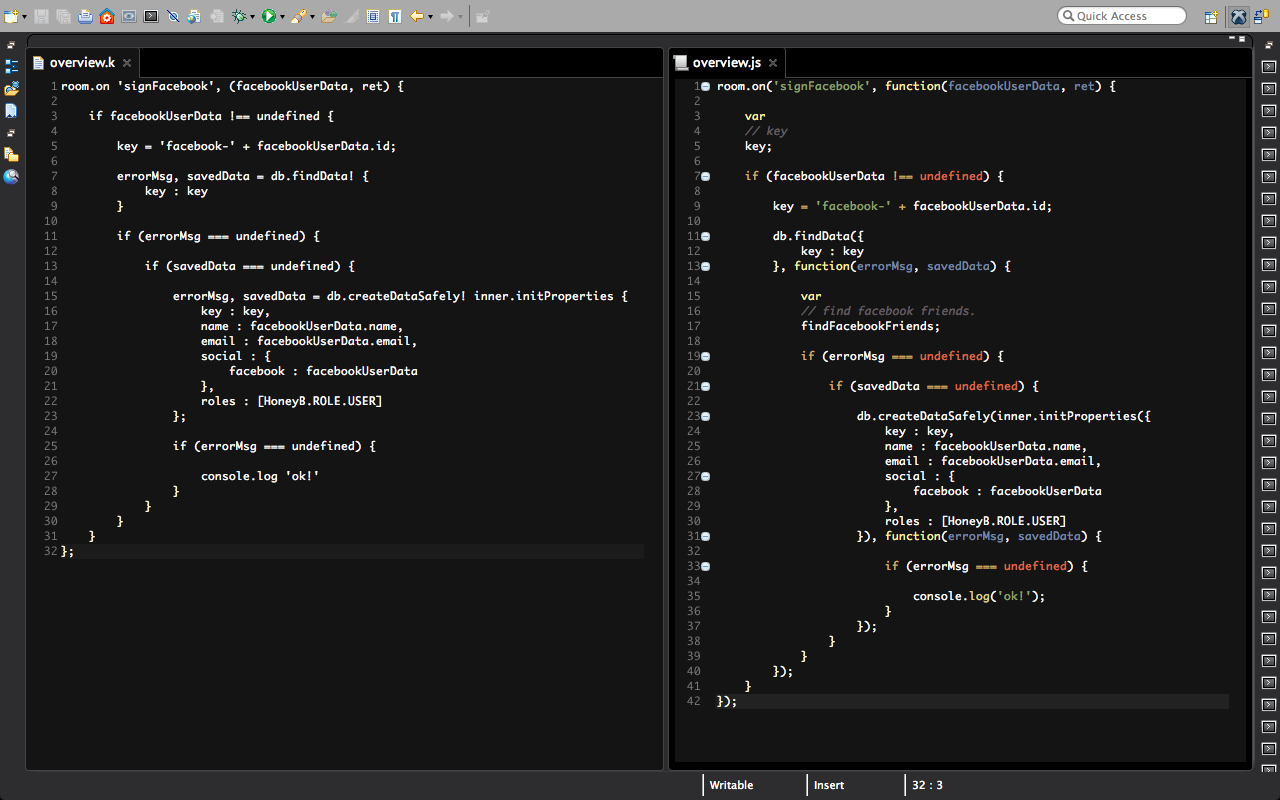 Quick Access
overview.k
1 room.on 'signFacebook', (facebookUserData, ret) {
2
3 if facebookUserData !== undefined {
4
5 key = 'facebook-' + facebookUserData.id;
6
7 errorMsg, savedData = db.findData! {
8 key : key
9 }
10
11 if (errorMsg === undefined) {
12
13 if (savedData === undefined) {
14
15 errorMsg, savedData = db.createDataSafely! inner.initProperties {
16 key : key,
17 name : facebookUserData.name,
18 email : facebookUserData.email,
19 social : {
20 facebook : facebookUserData
21 },
22 roles : [HoneyB.ROLE.USER]
23 };
24
25 if (errorMsg === undefined) {
26
27 console.log 'ok!'
28 }
29 }
30 }
31 }
32 };
overview.js
1 room.on('signFacebook', function(facebookUserData, ret) {
2
3 var
4 // key
5 key;
6
7 if (facebookUserData !== undefined) {
8
9 key = 'facebook-' + facebookUserData.id;
10
11 db.findData({
12 key : key
13 }, function(errorMsg, savedData) {
14
15 var
16 // find facebook friends.
17 findFacebookFriends;
18
19 if (errorMsg === undefined) {
20
21 if (savedData === undefined) {
22
23 db.createDataSafely(inner.initProperties({
24 key : key,
25 name : facebookUserData.name,
26 email : facebookUserData.email,
27 social : {
28 facebook : facebookUserData
29 },
30 roles : [HoneyB.ROLE.USER]
31 }), function(errorMsg, savedData) {
32
33 if (errorMsg === undefined) {
34
35 console.log('ok!');
36 }
37 });
38 }
39 }
40 });
41 }
42 });
Writable
Insert
32 : 3